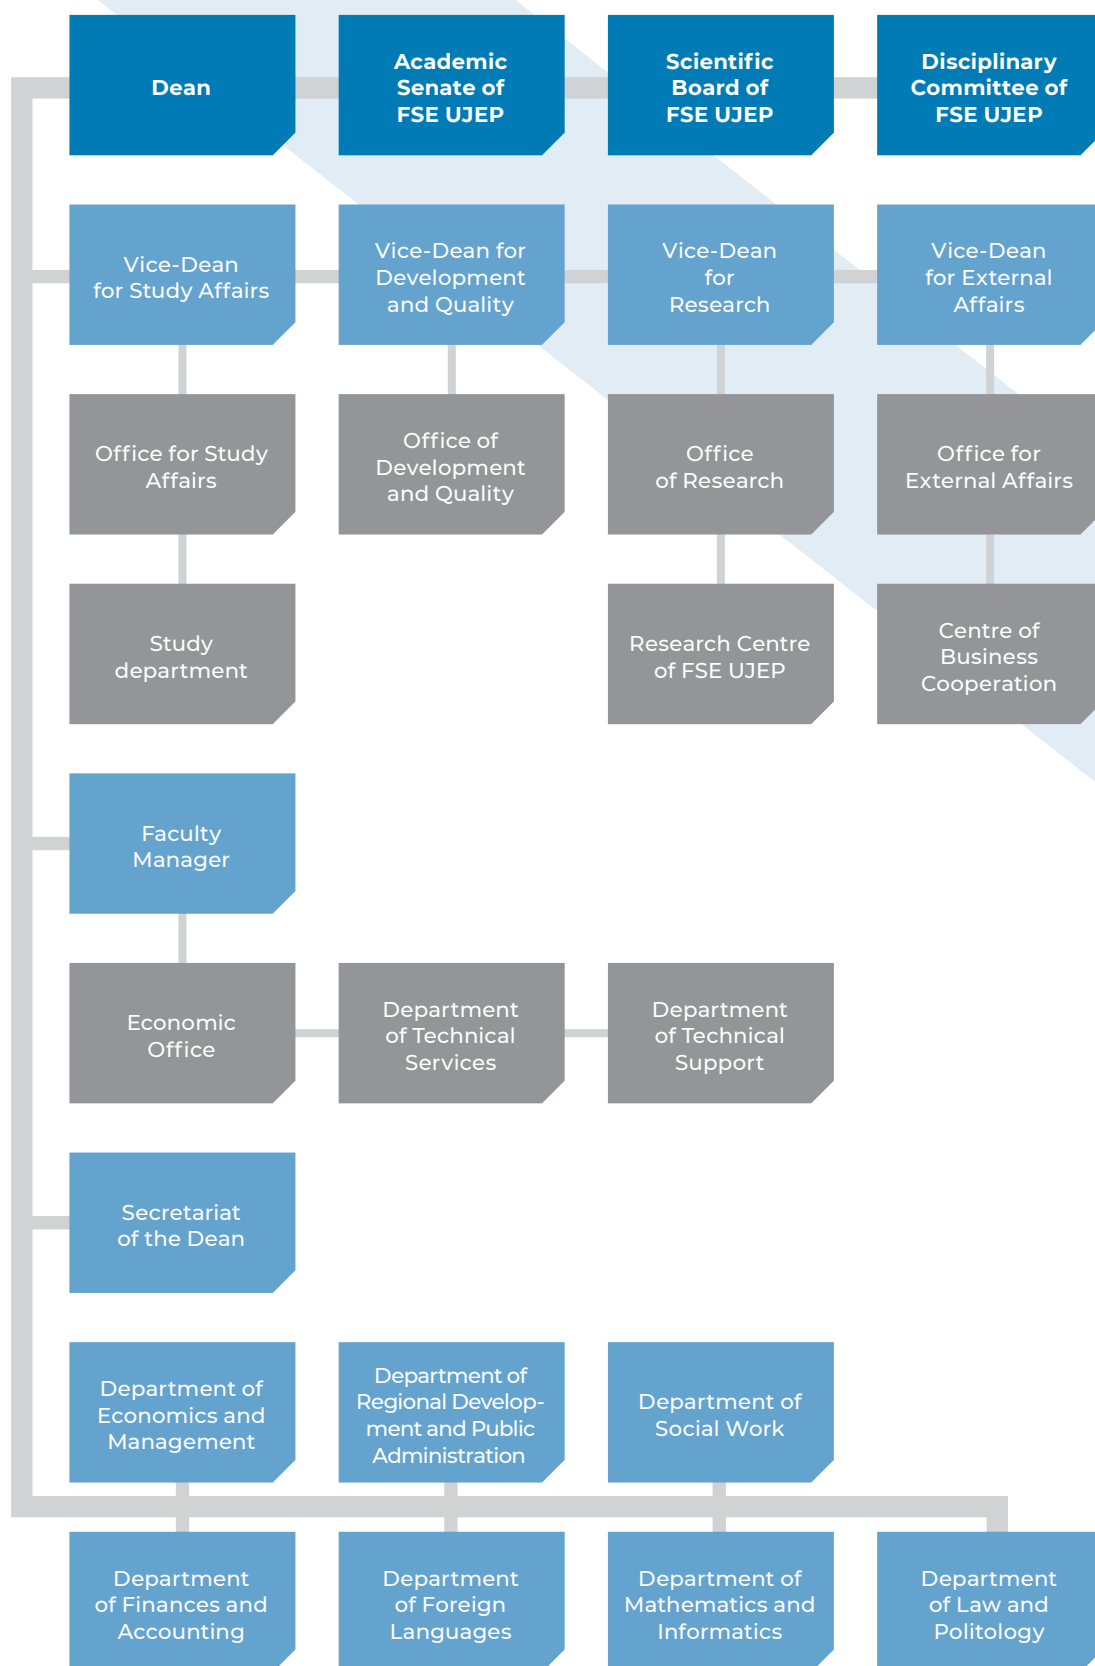 Dean
Academic
Senate of
FSE UJEP
Scientific
Board of
FSE UJEP
Disciplinary
Committee of
FSE UJEP
Vice-Dean
for Study Affairs
Vice-Dean for
Development
and Quality
Vice-Dean
for
Research
Vice-Dean
for External
Affairs
Office for Study
Affairs
Office of
Development
and Quality
Office
of Research
Office for
External Affairs
Study
department
Research Centre
of FSE UJEP
Centre of
Business
Cooperation
Faculty
Manager
Economic
Office
Department
of Technical
Services
Department
of Technical
Support
Secretariat
of the Dean
Department of
Economics and
Management
Department of
Regional Develop-
ment and Public
Administration
Department of
Social Work
Department
of Finances and
Accounting
Department
of Foreign
Languages
Department of
Mathematics and
Informatics
Department
of Law and
Politology